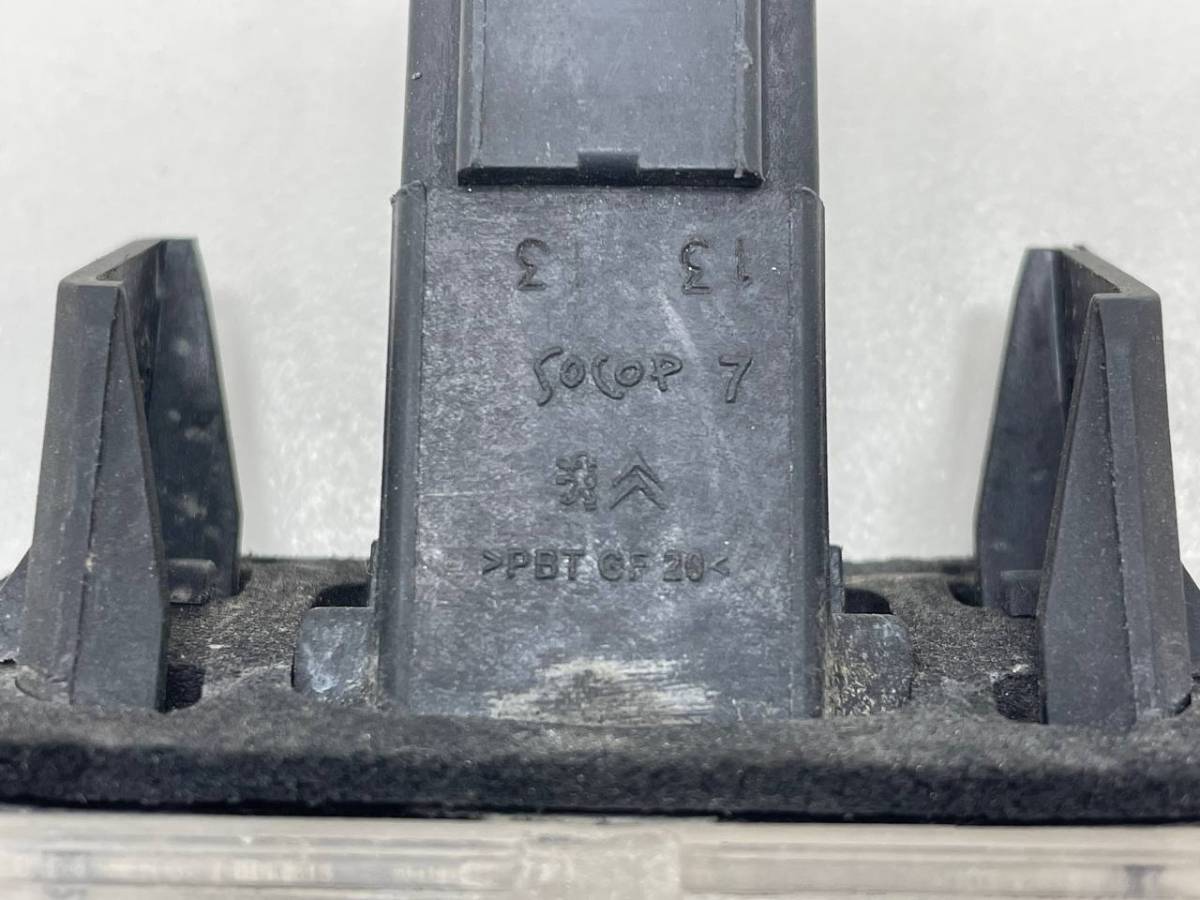 3 13
SOCOP 7
>PBT GF 20<